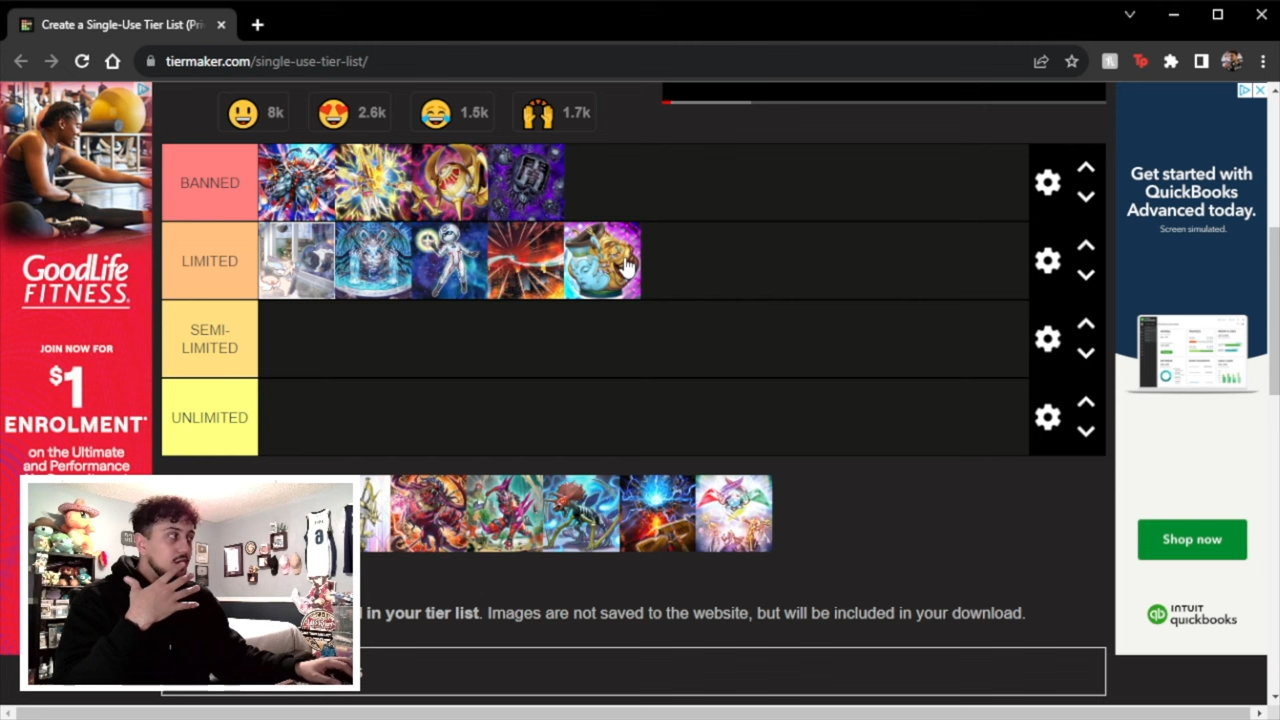 Create a Single-Use Tier List (Pri
tiermaker.com/single-use-tier-list/
8k
2.6k
1.5k
1.7k
BANNED
LIMITED
SEMI-
LIMITED
UNLIMITED
GoodLife
FITNESS.
JOIN NOW FOR
$1
ENROLMENT*
on the Ultimate
and Performance
Get started with
QuickBooks
Advanced today.
Screen simulated.
Shop now
INTUIT
quickbooks
d in your tier list. Images are not saved to the website, but will be included in your download.